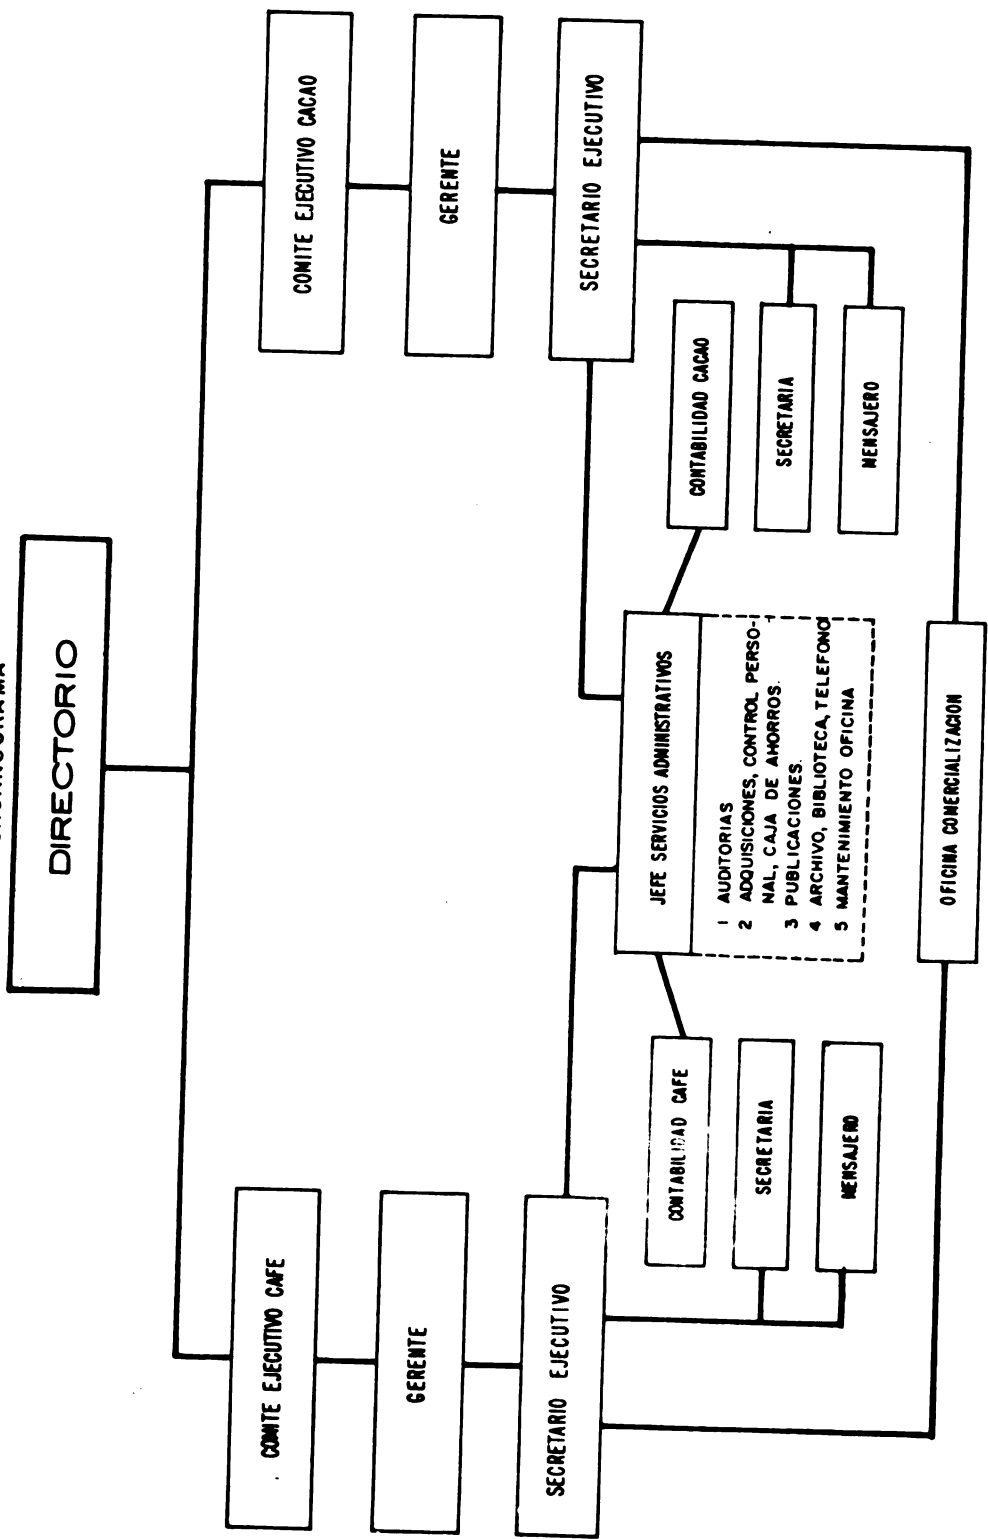 DIRECTORIO
COMITE EJECUTIVO CAFE
COMITE EJECUTIVO CACAO
GERENTE
GERENTE
SECRETARIO EJECUTIVO
SECRETARIO EJECUTIVO
JEFE SERVICIOS ADMINISTRATIVOS
1 AUDITORIAS
2 ADQUISICIONES, CONTROL PERSO-
NAL, CAJA DE AHORROS.
3 PUBLICACIONES.
4 ARCHIVO, BIBLIOTECA, TELEFONO
5 MANTENIMIENTO OFICINA
CONTABILIDAD CAFE
SECRETARIA
MENSAJERO
CONTABILIDAD CACAO
SECRETARIA
MENSAJERO
OFICINA COMERCIALIZACION